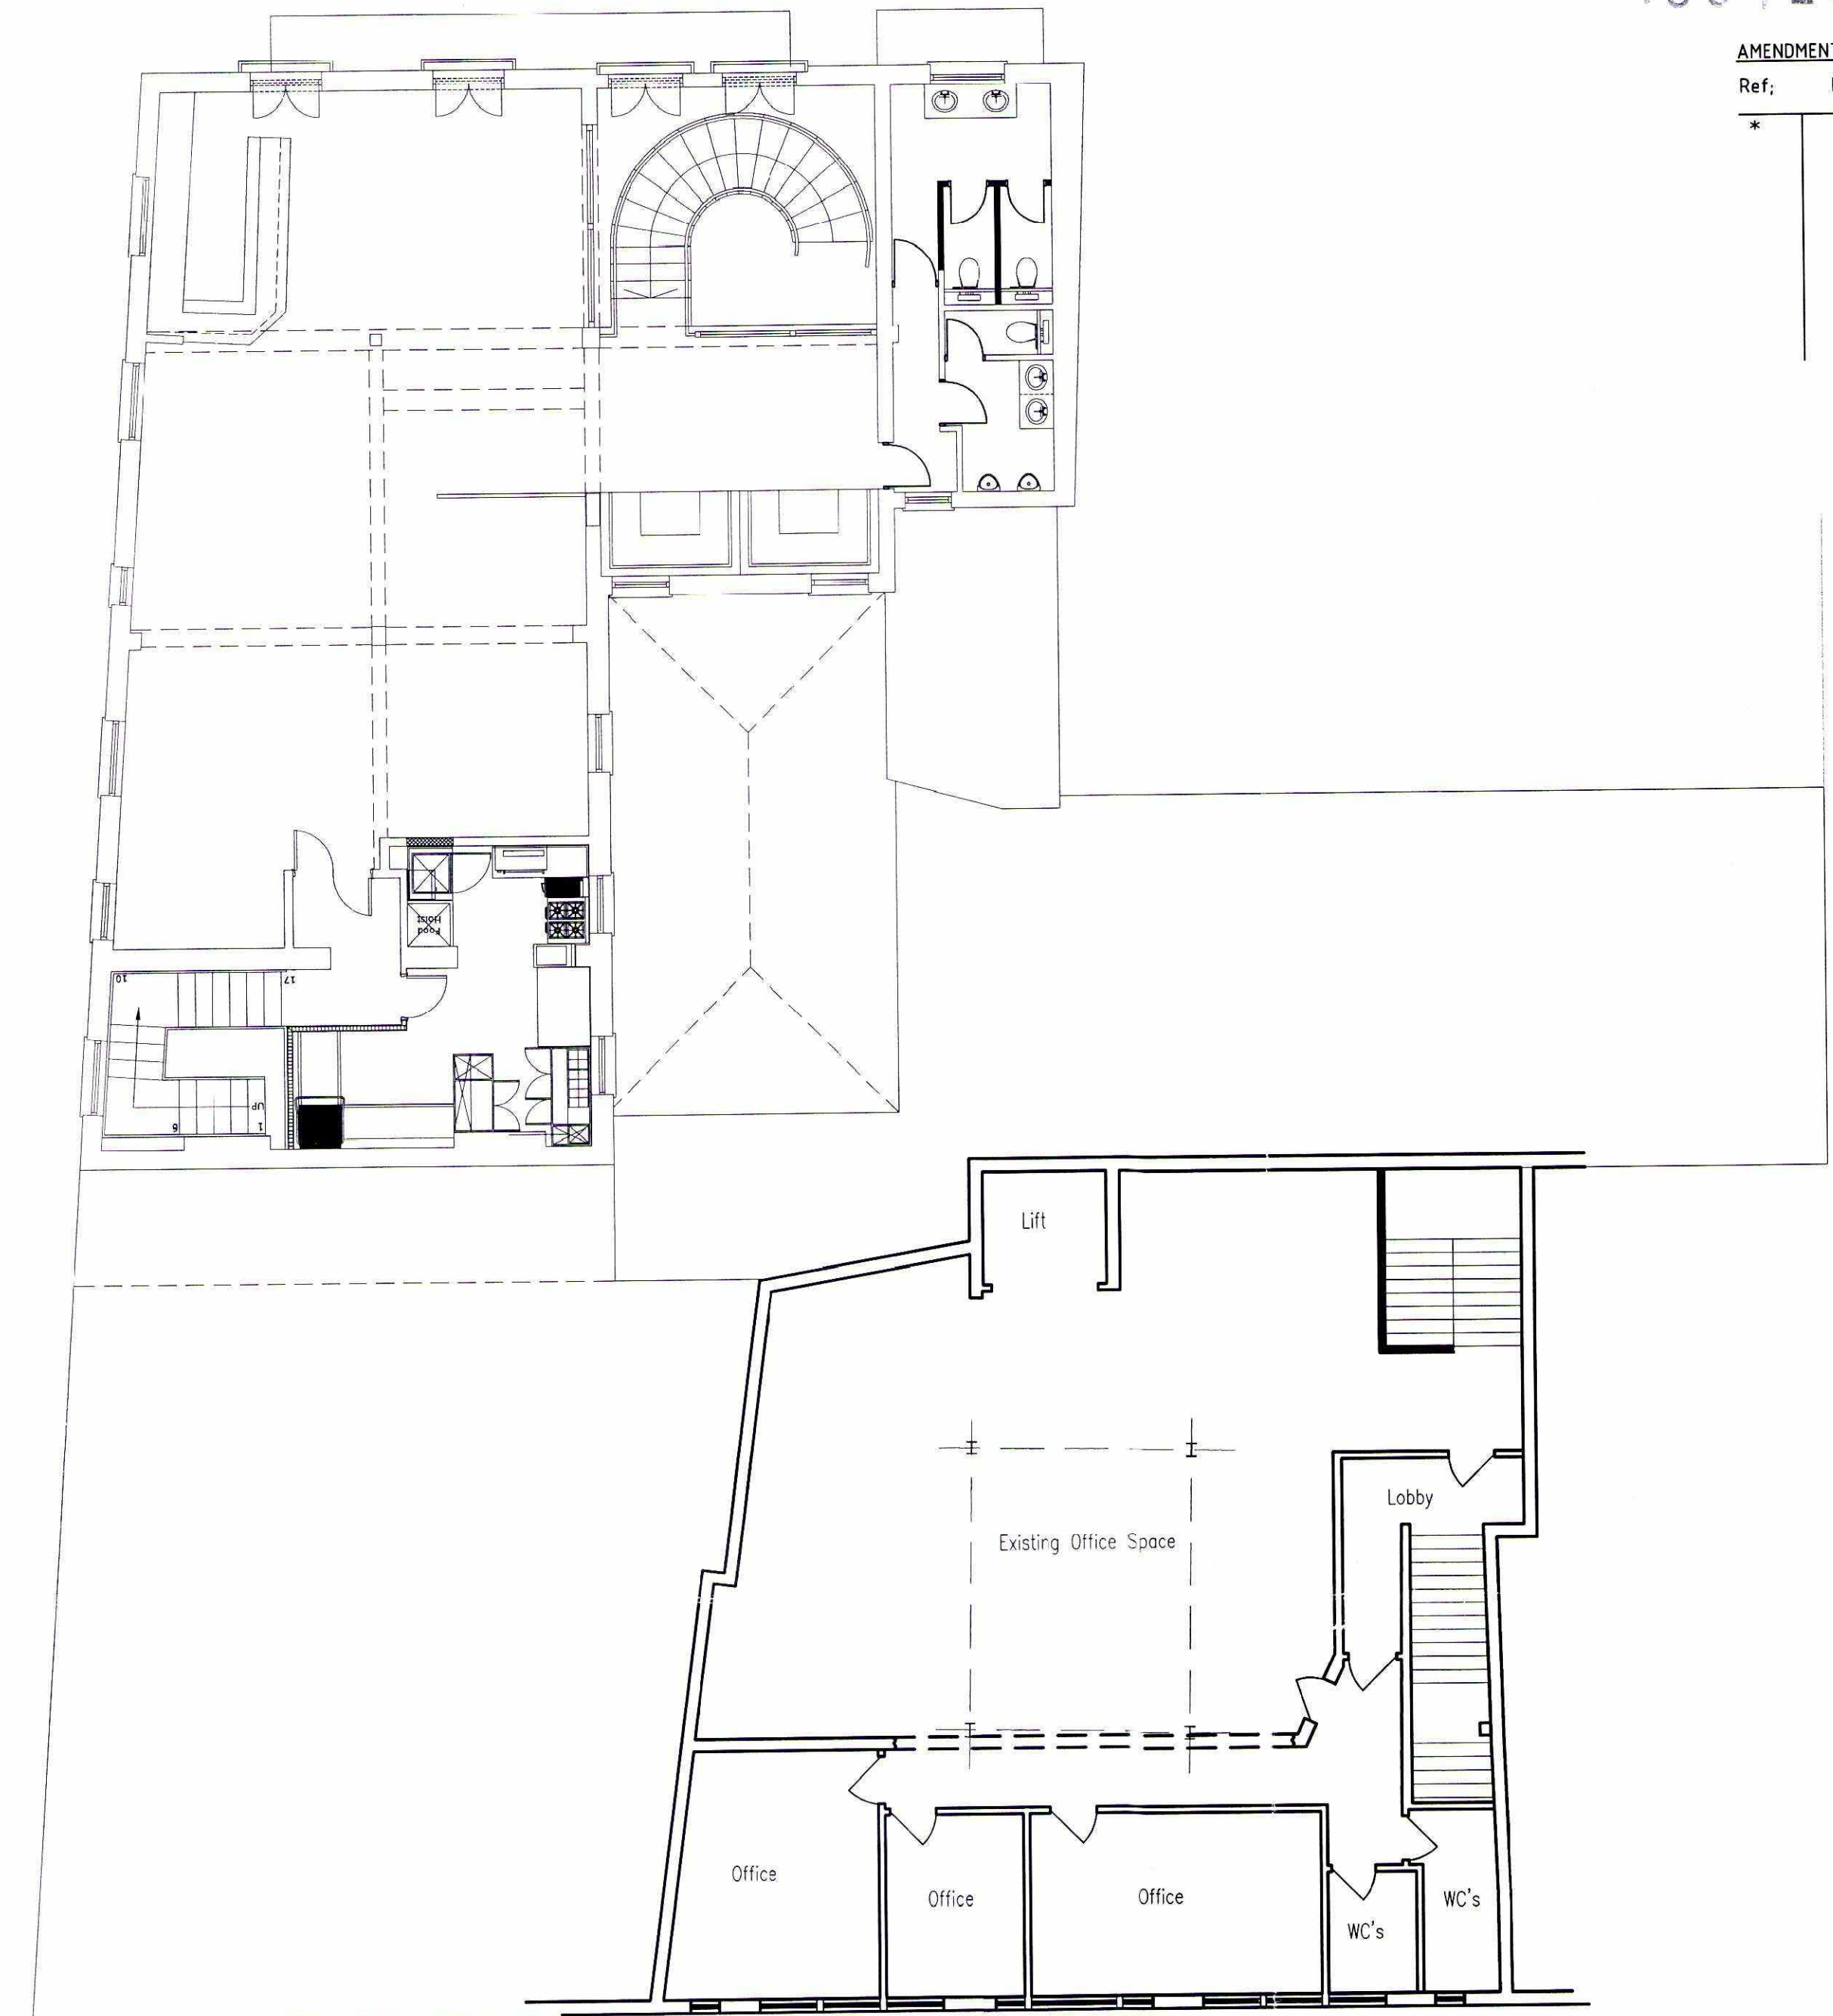 AMENDMENT
Ref;
*
Food
Hoist
10
17
UP
6
1
Lift
Lobby
Existing Office Space
Office
Office
Office
WC's
WC's